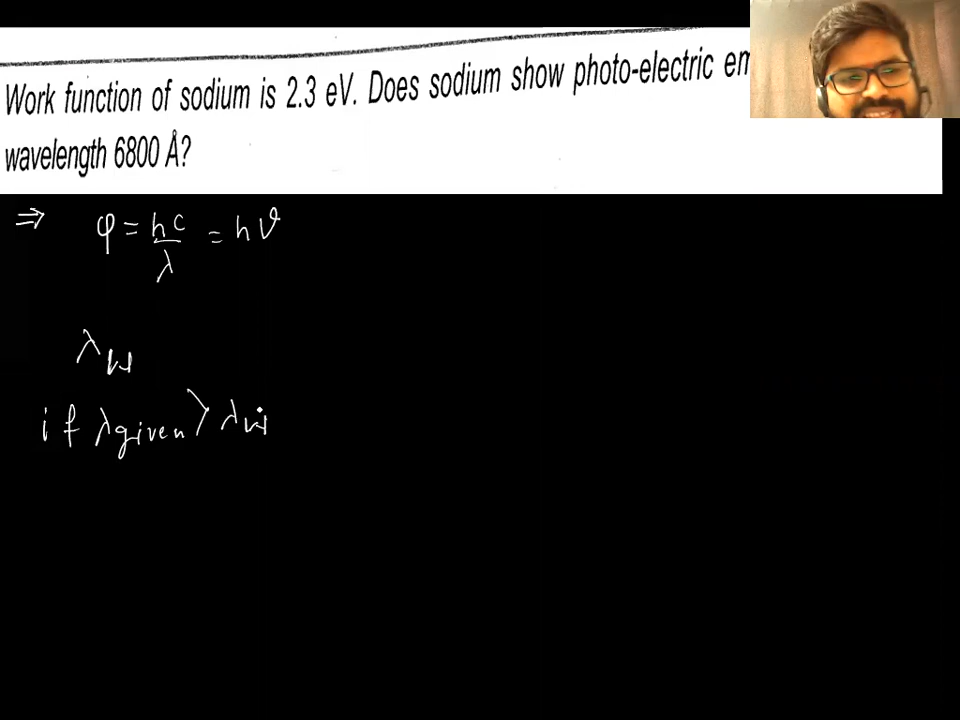 Work function of sodium is 2.3 eV. Does sodium show photo-electric em
wavelength 6800 Å?
⇒ φ = hc/λ = hν
λ
if λ given > λ